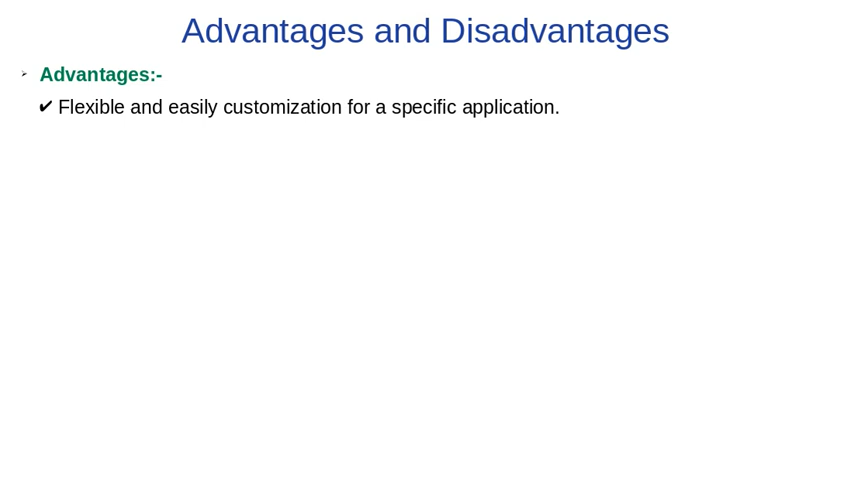 Advantages and Disadvantages
➢ Advantages:-
✔ Flexible and easily customization for a specific application.